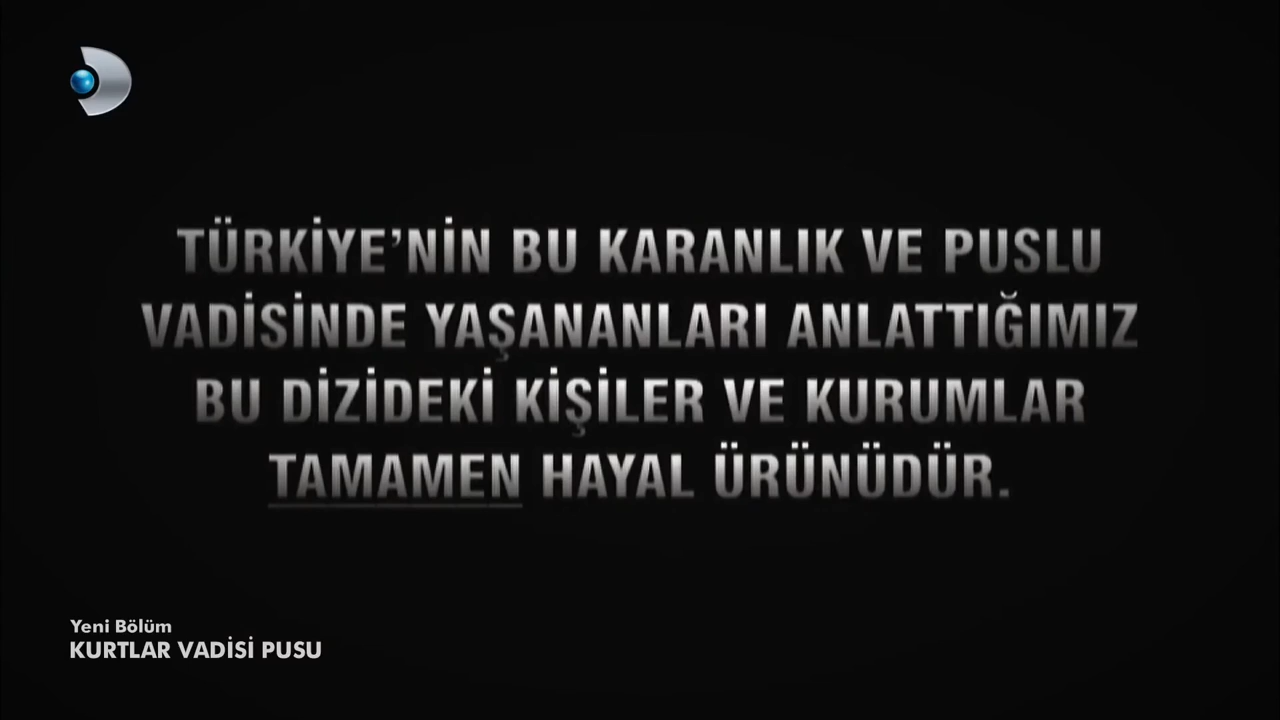 TÜRKİYE'NİN BU KARANLIK VE PUSLU
VADİSİNDE YAŞANANLARI ANLATTIĞIMIZ
BU DİZİDEKİ KİŞİLER VE KURUMLAR
TAMAMEN HAYAL ÜRÜNÜDÜR.
Yeni Bölüm
KURTLAR VADİSİ PUSU